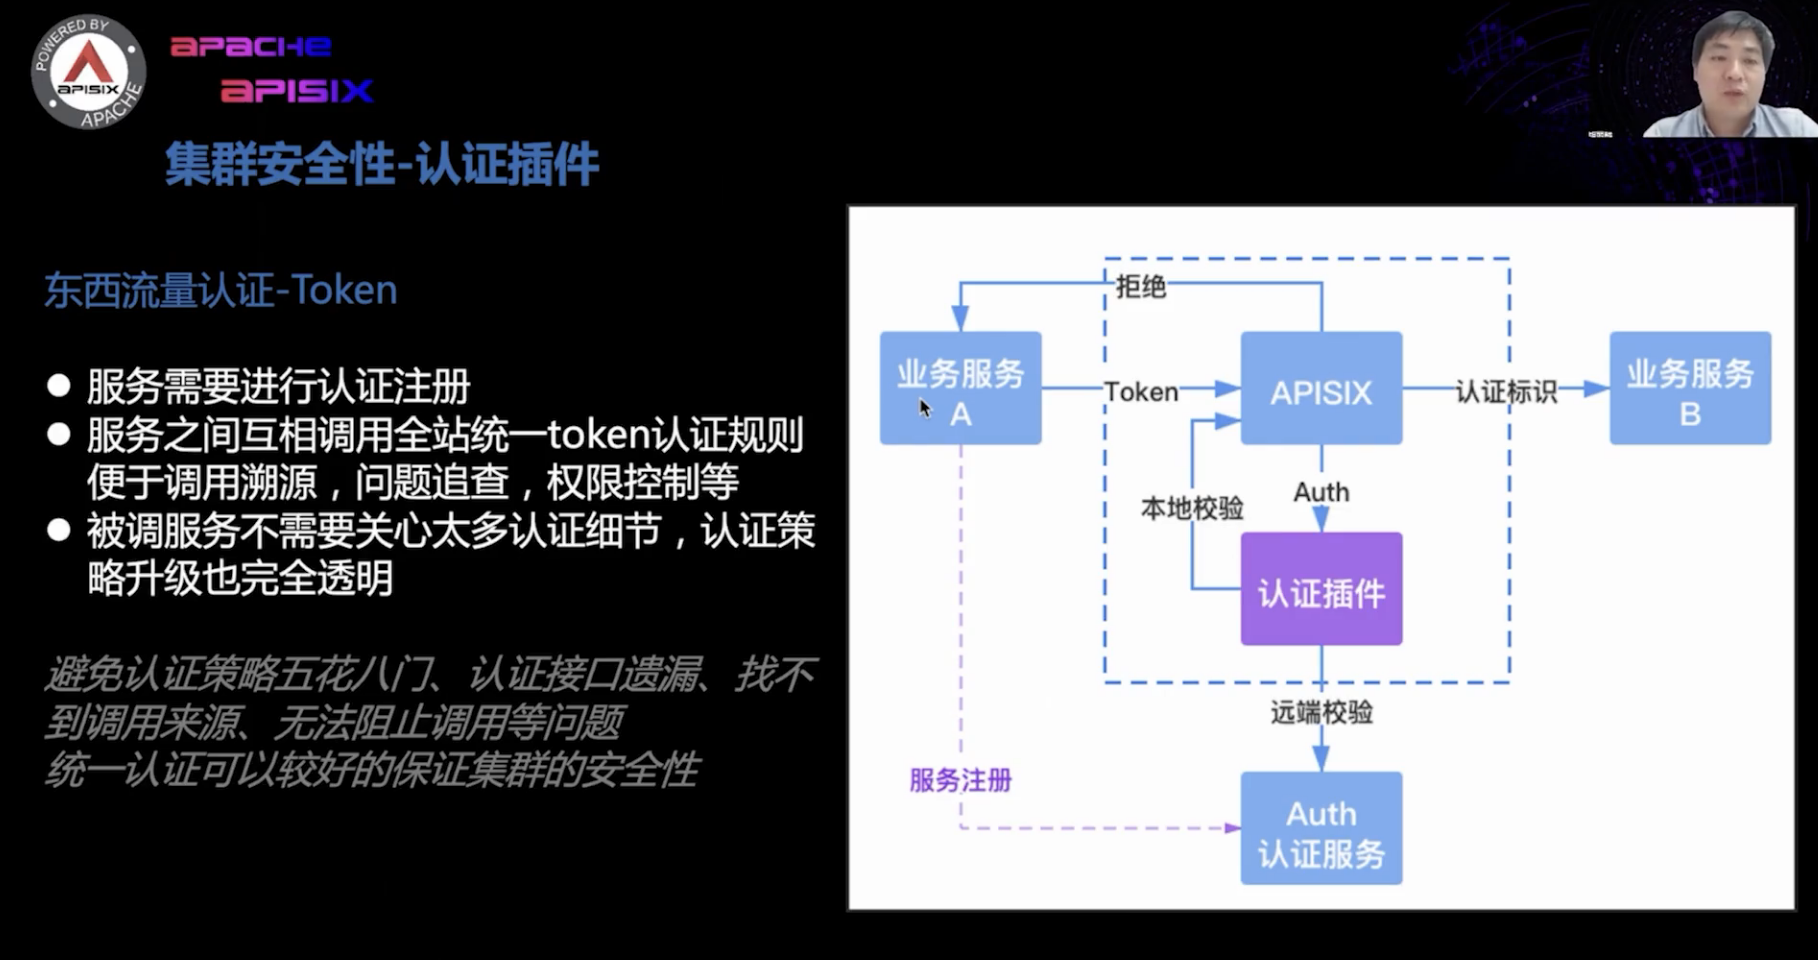 POWERED BY
APISIX
APACHE
APACHE
APISIX
集群安全性-认证插件
东西流量认证-Token
服务需要进行认证注册
服务之间互相调用全站统一token认证规则
便于调用溯源，问题追查，权限控制等
被调服务不需要关心太多认证细节，认证策
略升级也完全透明
避免认证策略五花八门、认证接口遗漏、找不
到调用来源、无法阻止调用等问题
统一认证可以较好的保证集群的安全性
拒绝
业务服务
A
Token
APISIX
认证标识
业务服务
B
本地校验
Auth
认证插件
远端校验
服务注册
Auth
认证服务